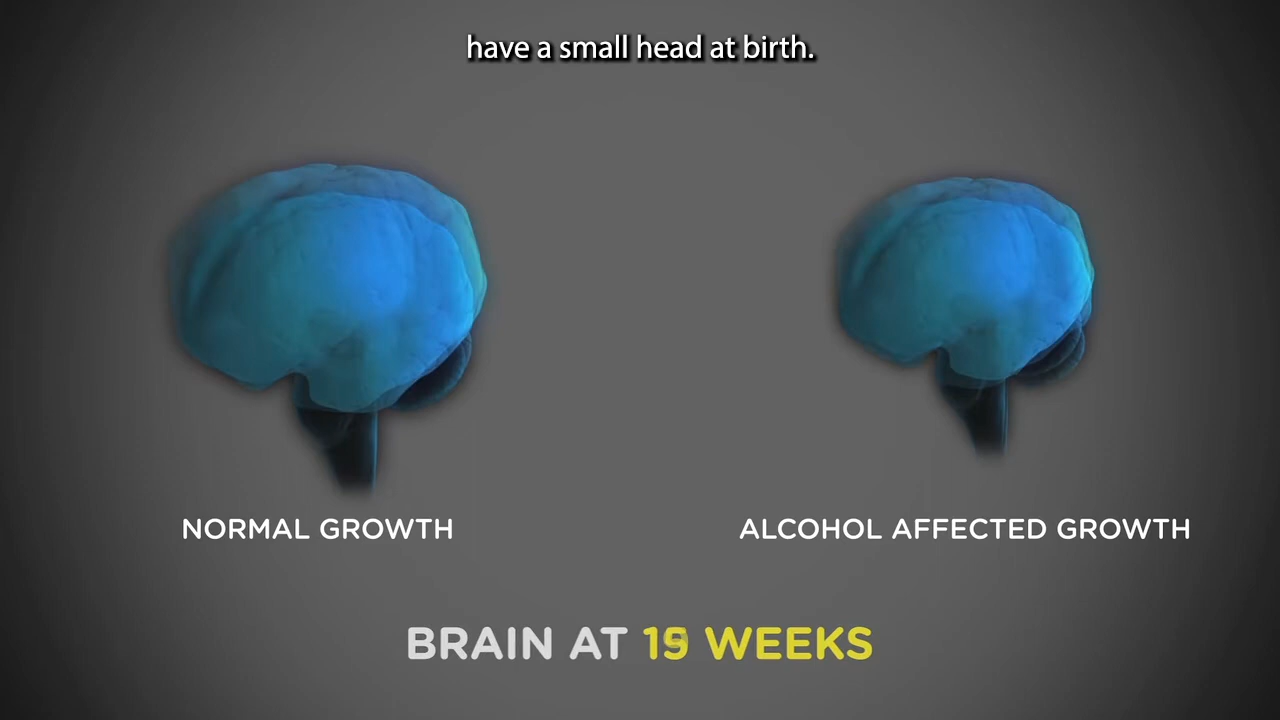 have a small head at birth.
NORMAL GROWTH
ALCOHOL AFFECTED GROWTH
BRAIN AT 19 WEEKS